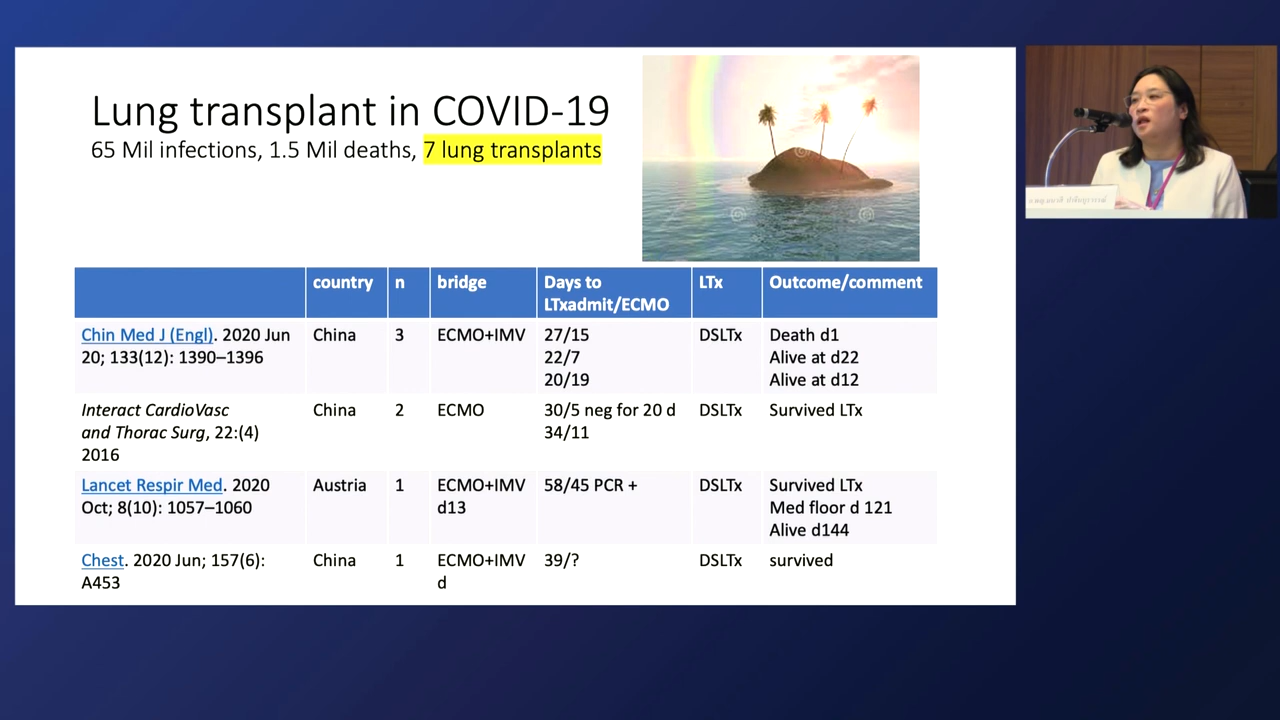 Lung transplant in COVID-19
65 Mil infections, 1.5 Mil deaths, 7 lung transplants
country n bridge Days to LTxadmit/ECMO LTx Outcome/comment
Chin Med J (Engl). 2020 Jun 20; 133(12): 1390–1396
China
3
ECMO+IMV
27/15
22/7
20/19
DSLTx
Death d1
Alive at d22
Alive at d12
Interact CardioVasc
and Thorac Surg, 22:(4)
2016
China
2
ECMO
30/5 neg for 20 d
34/11
DSLTx
Survived LTx
Lancet Respir Med. 2020
Oct; 8(10): 1057–1060
Austria
1
ECMO+IMV
d13
58/45 PCR +
DSLTx
Survived LTx
Med floor d 121
Alive d144
Chest. 2020 Jun; 157(6):
A453
China
1
ECMO+IMV
d
39/?
DSLTx
survived